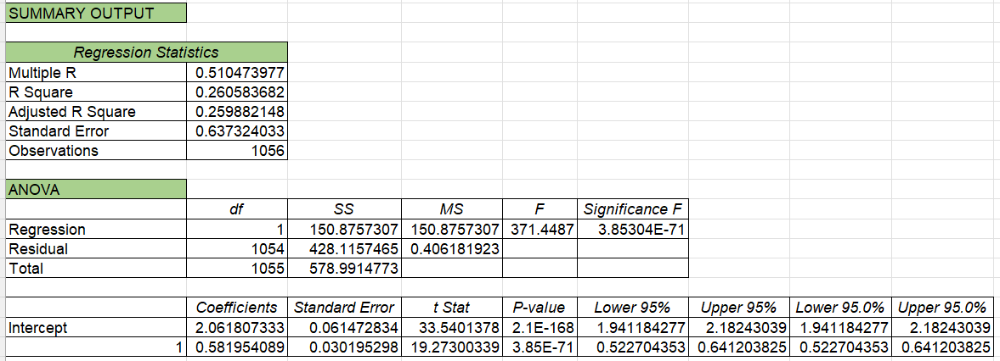 SUMMARY OUTPUT
Regression Statistics
Multiple R 0.510473977
R Square 0.260583682
Adjusted R Square 0.259882148
Standard Error 0.637324033
Observations 1056
ANOVA
df SS MS F Significance F
Regression 1 150.8757307 150.8757307 371.4487 3.85304E-71
Residual 1054 428.1157465 0.406181923
Total 1055 578.9914773
Coefficients Standard Error t Stat P-value Lower 95% Upper 95% Lower 95.0% Upper 95.0%
Intercept 2.061807333 0.061472834 33.5401378 2.1E-168 1.941184277 2.18243039 1.941184277 2.18243039
1 0.581954089 0.030195298 19.27300339 3.85E-71 0.522704353 0.641203825 0.522704353 0.641203825